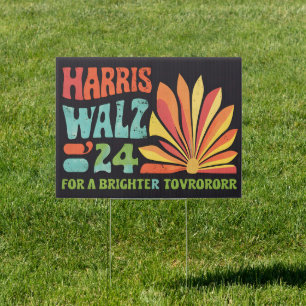 HARRIS
WALZ
'24
FOR A BRIGHTER TOVRORORR